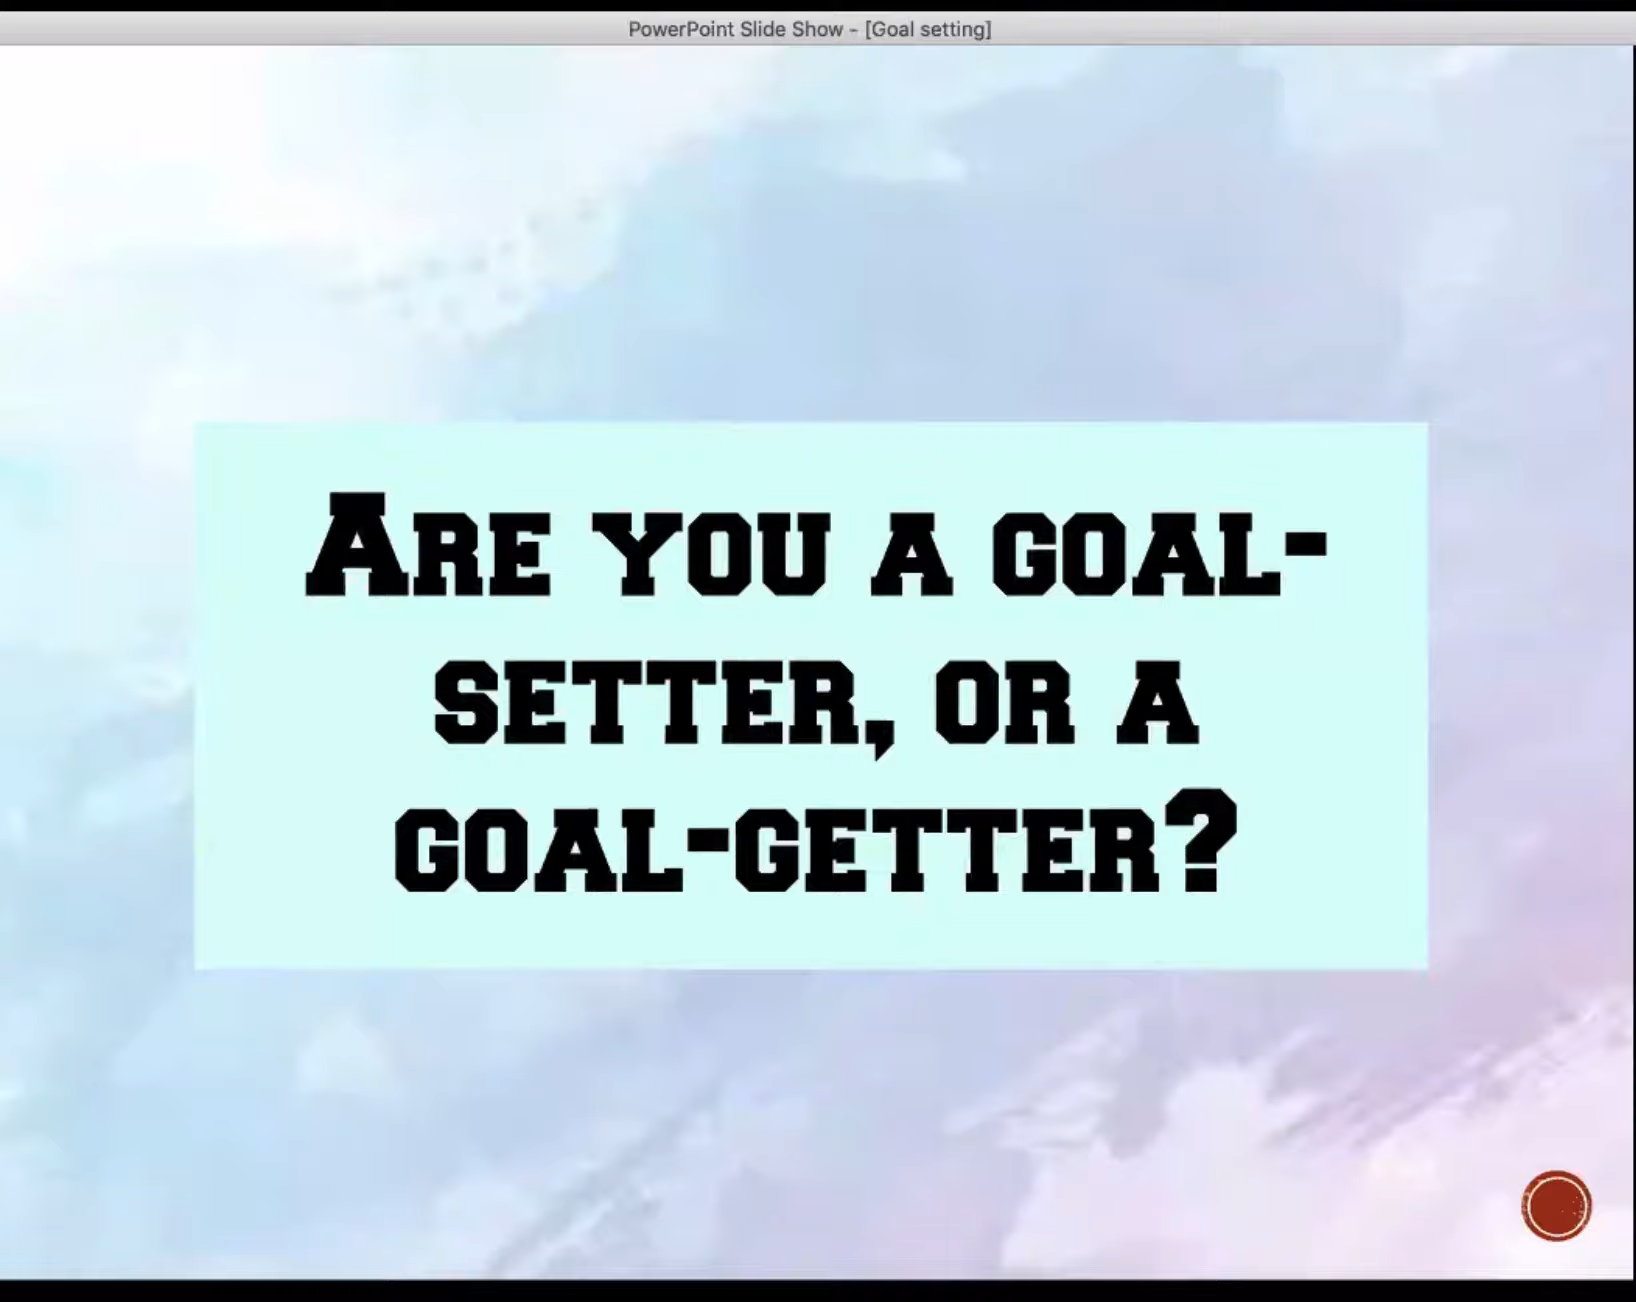 PowerPoint Slide Show - [Goal setting]
Are you a goal-
setter, or a
goal-getter?